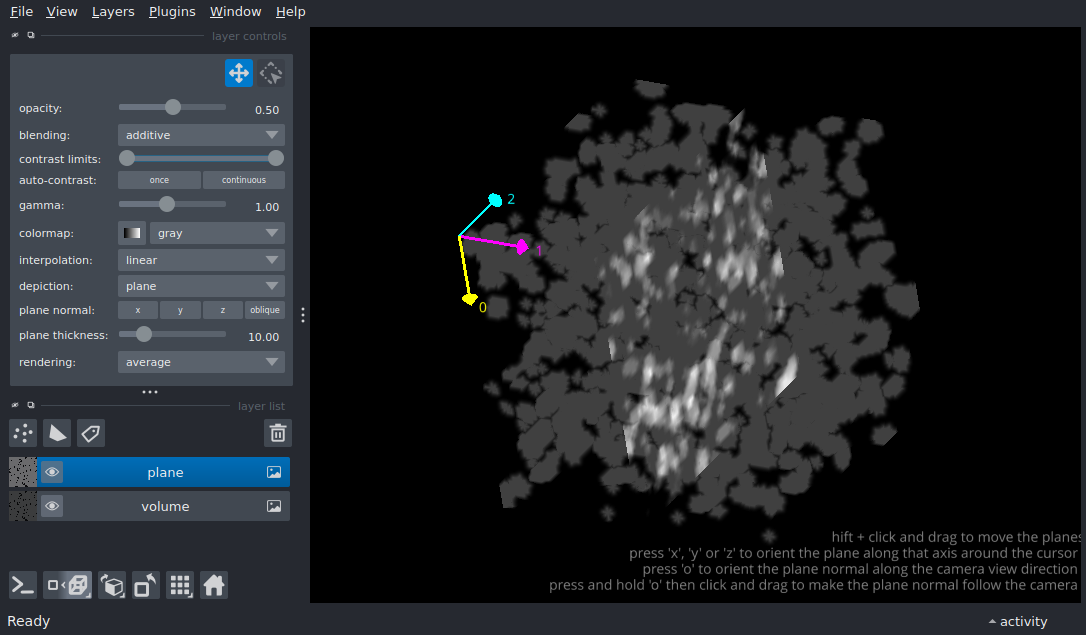 File View Layers Plugins Window Help
layer controls
opacity: 0.50
blending: additive
contrast limits:
auto-contrast: once continuous
gamma: 1.00
colormap: gray
interpolation: linear
depiction: plane
plane normal: x y z oblique
plane thickness: 10.00
rendering: average
layer list
plane
volume
2
1
0
hift + click and drag to move the planes
press 'x', 'y' or 'z' to orient the plane along that axis around the cursor
press 'o' to orient the plane normal along the camera view direction
press and hold 'o' then click and drag to make the plane normal follow the camera
Ready
activity